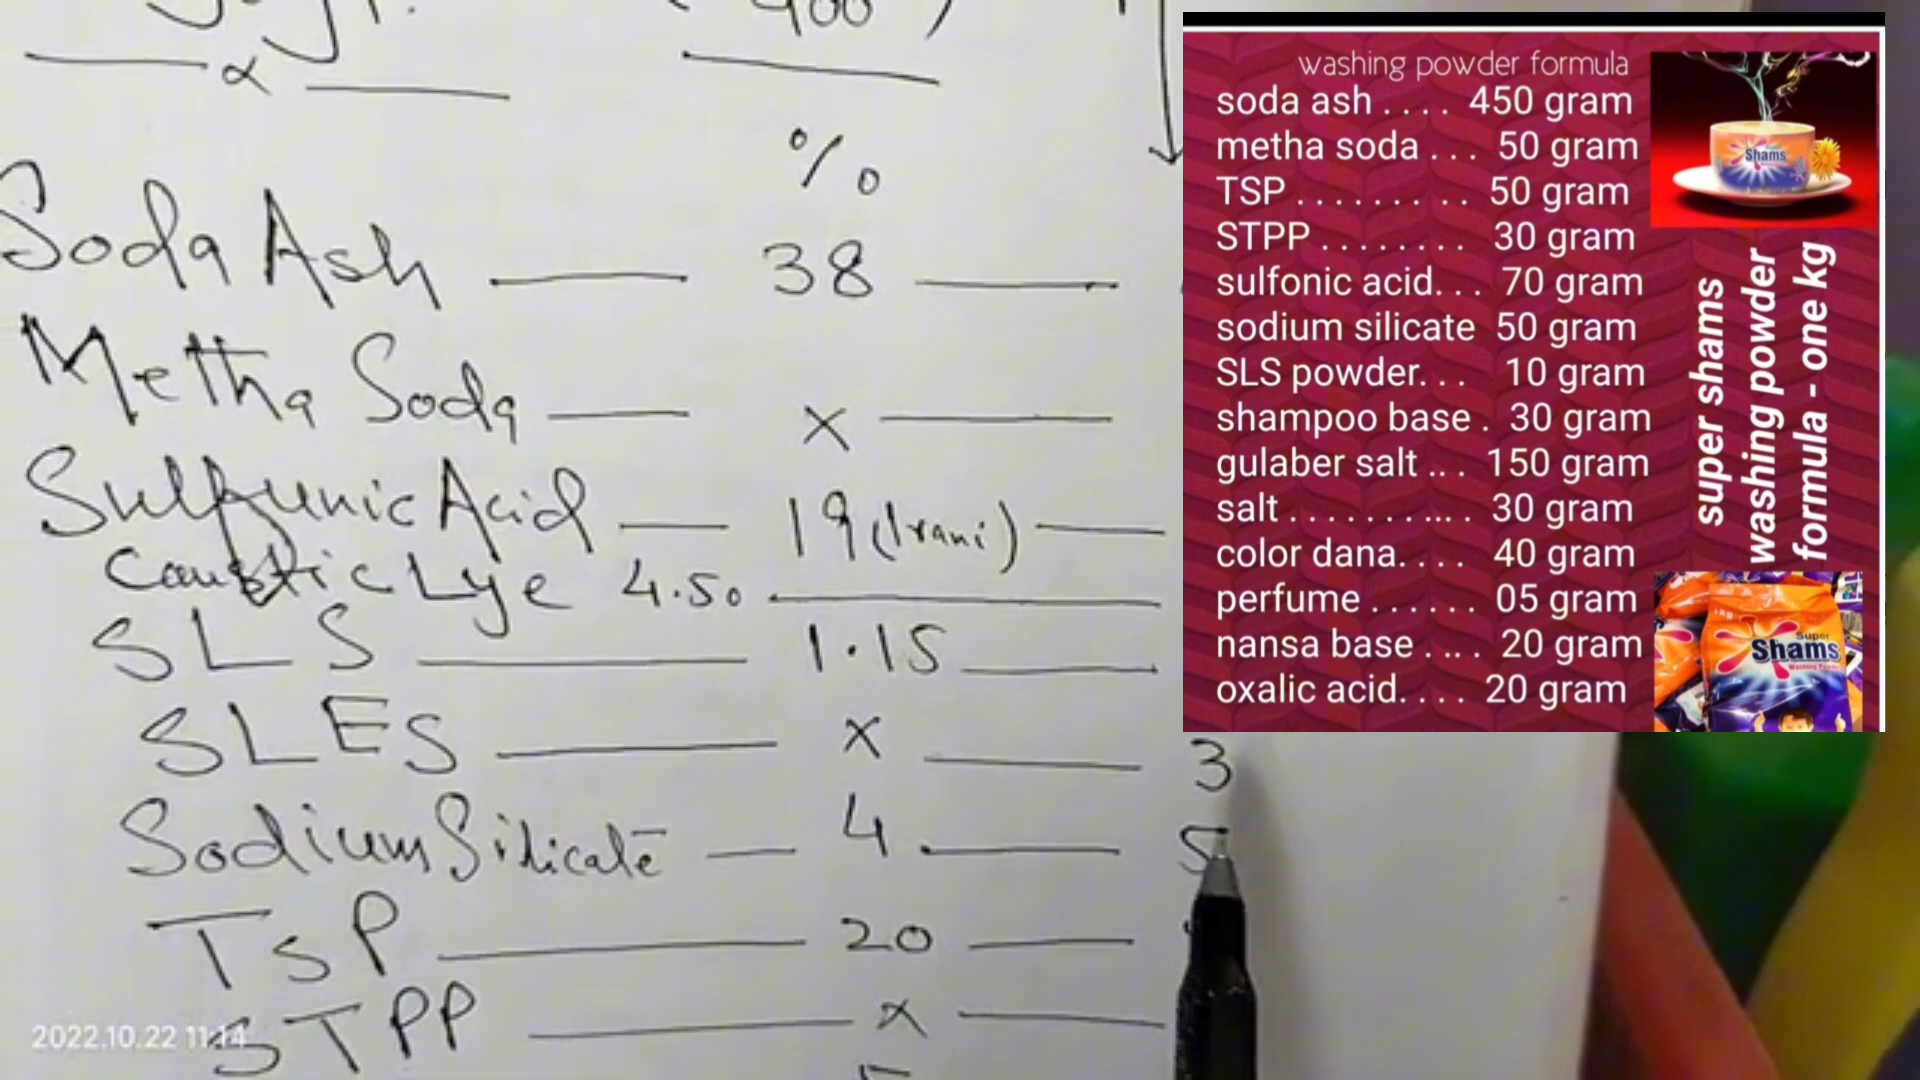 %
Soda Ash 38
Metha Soda x
Sulfunic Acid 19 (Irani)
Caustic Lye 4.50
SLS 1.15
SLES x 3
Sodium Silicate 4 5
TSP 20
STPP x
2022.10.22 11:14
washing powder formula
soda ash .... 450 gram
metha soda ... 50 gram
TSP ......... 50 gram
STPP ........ 30 gram
sulfonic acid... 70 gram
sodium silicate 50 gram
SLS powder... 10 gram
shampoo base . 30 gram
gulaber salt ... 150 gram
salt ........... 30 gram
color dana.... 40 gram
perfume ...... 05 gram
nansa base ..... 20 gram
oxalic acid.... 20 gram
super shams
washing powder
formula - one kg
Shams
Super
Shams